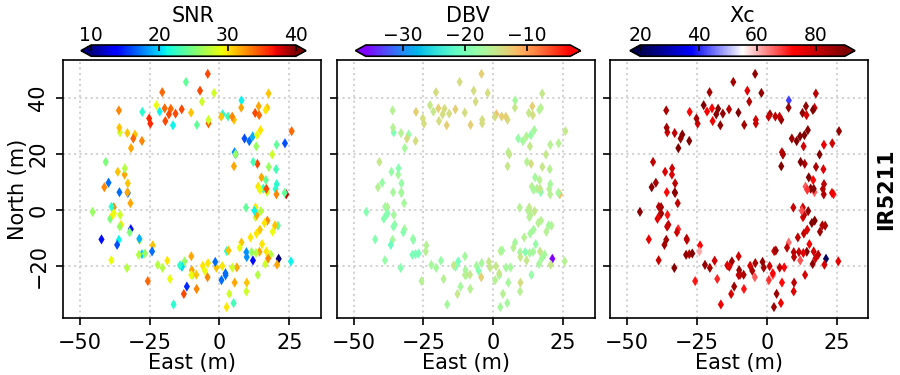 SNR DBV Xc
10 20 30 40 −30 −20 −10 20 40 60 80
North (m)
40
20
0
−20
IR5211
−50 −25 0 25 −50 −25 0 25 −50 −25 0 25
East (m) East (m) East (m)